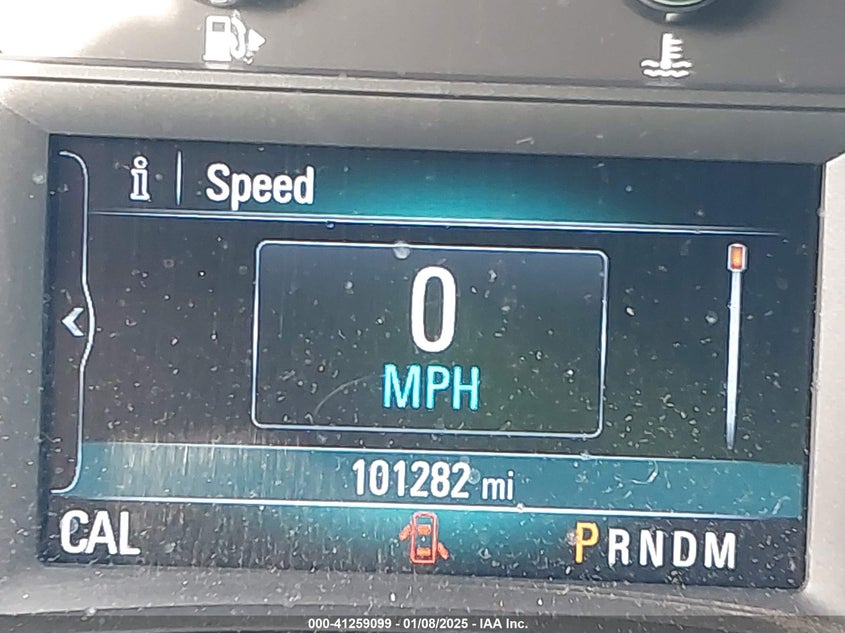 i | Speed
0
MPH
101282 mi
CAL
PRNDM
000-41259099 - 01/08/2025 - IAA Inc.